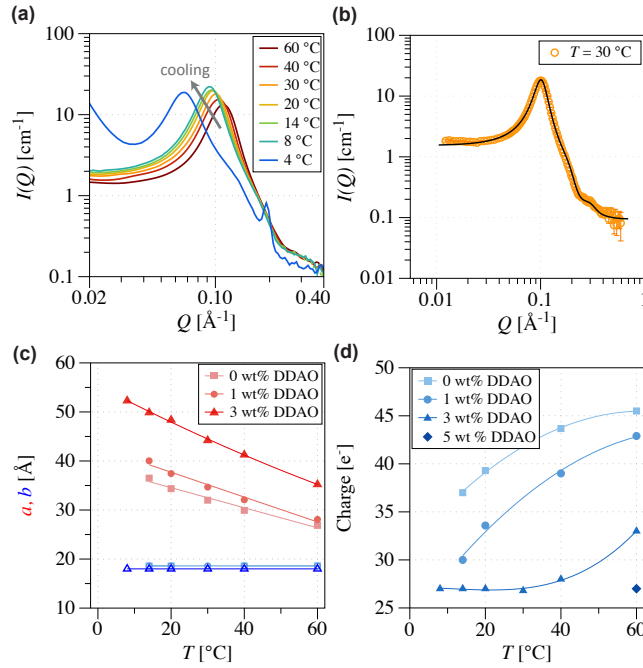 (a)
100
10
1
0.1
I(Q) [cm⁻¹]
cooling
60 °C
40 °C
30 °C
20 °C
14 °C
8 °C
4 °C
0.02
0.10
0.40
Q [Å⁻¹]
(b)
100
10
1
0.1
0.01
I(Q) [cm⁻¹]
T = 30 °C
0.01
0.1
1
Q [Å⁻¹]
(c)
60
50
40
30
20
10
a, b [Å]
0 wt% DDAO
1 wt% DDAO
3 wt% DDAO
0
20
40
60
T [°C]
(d)
50
45
40
35
30
25
Charge [e⁻]
0 wt% DDAO
1 wt% DDAO
3 wt% DDAO
5 wt % DDAO
0
20
40
60
T [°C]